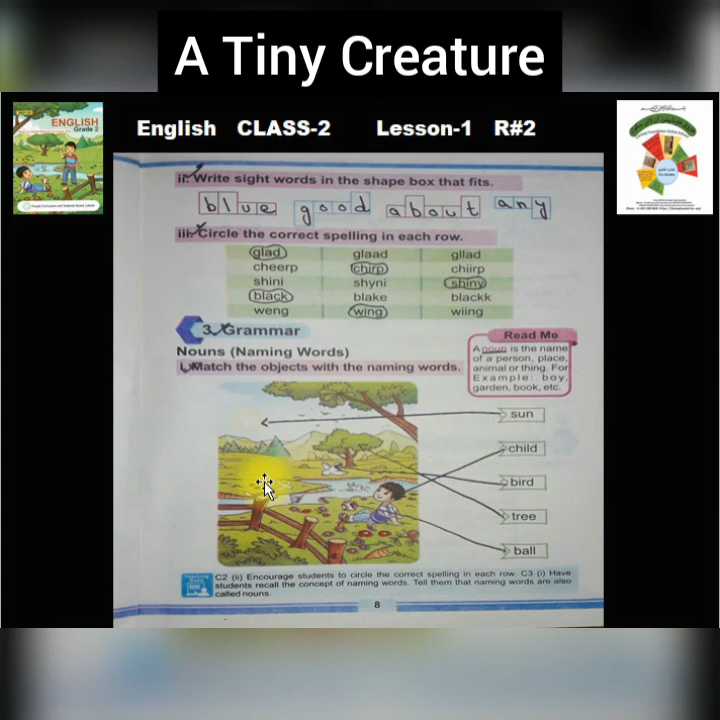 A Tiny Creature
English CLASS-2 Lesson-1 R#2
ENGLISH
Grade 2
ii. Write sight words in the shape box that fits.
blue good about any
iii. Circle the correct spelling in each row.
glad glaad gllad
cheerp chirp chiirp
shini shyni shiny
black blake blackk
weng wing wiing
3. Grammar
Nouns (Naming Words)
i. Match the objects with the naming words.
Read Me
A noun is the name
of a person, place,
animal or thing. For
Example: boy,
garden, book, etc.
sun
child
bird
tree
ball
C2 (ii) Encourage students to circle the correct spelling in each row. C3 (i) Have
students recall the concept of naming words. Tell them that naming words are also
called nouns.
8